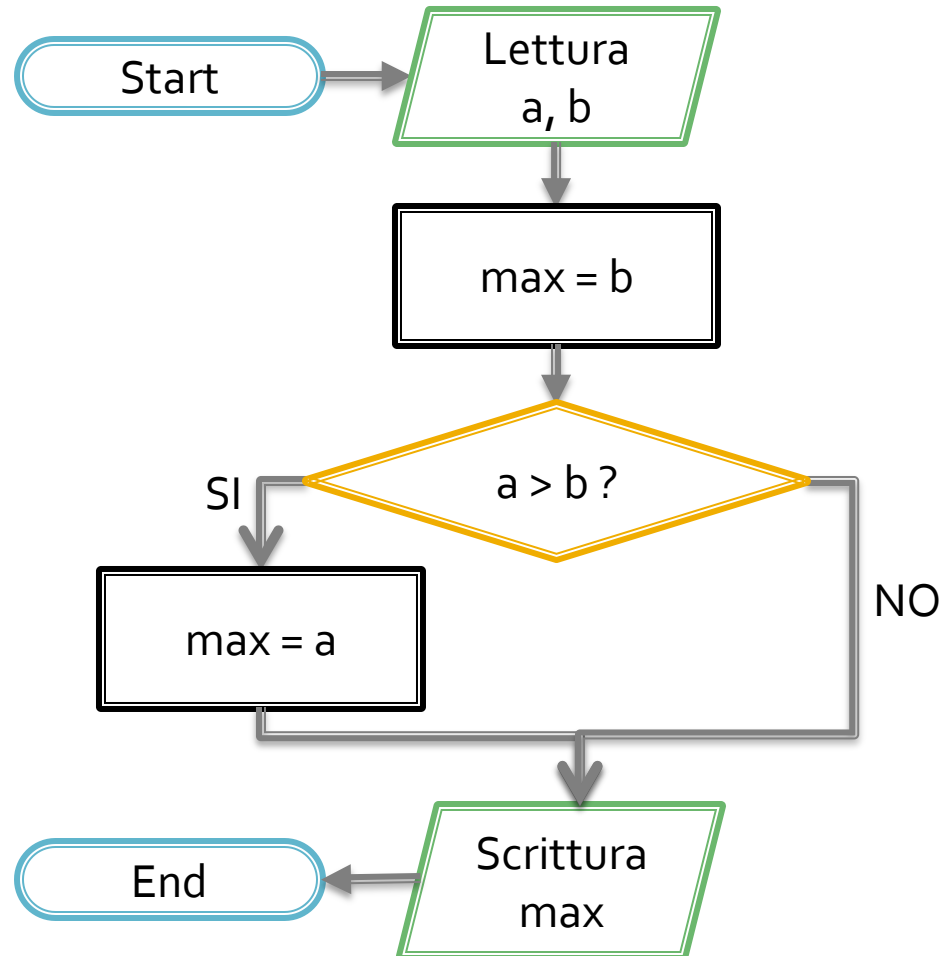 Start
Lettura
a, b
max = b
a > b ?
SI
NO
max = a
Scrittura
max
End